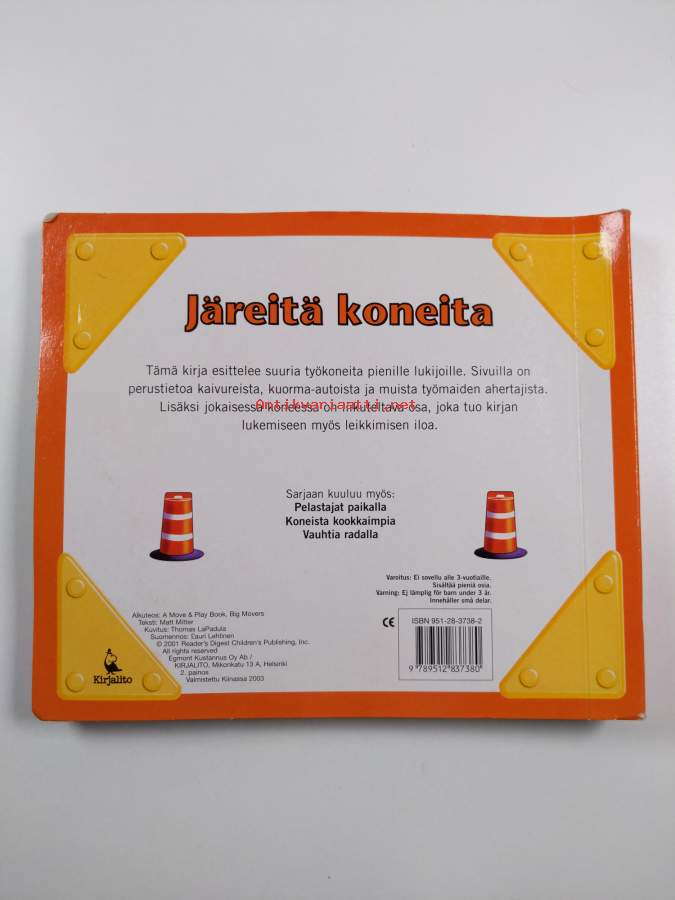 Järeitä koneita
Tämä kirja esittelee suuria työkoneita pienille lukijoille. Sivuilla on
perustietoa kaivureista, kuorma-autoista ja muista työmaiden ahertajista.
Antikvariaatti.net
Lisäksi jokaisessa koneessa on liikuteltava osa, joka tuo kirjan
lukemiseen myös leikkimisen iloa.
Sarjaan kuuluu myös:
Pelastajat paikalla
Koneista kookkaimpia
Vauhtia radalla
Varoitus: Ei sovellu alle 3-vuotiaille.
Sisältää pieniä osia.
Varning: Ej lämplig för barn under 3 år.
Innehåller små delar.
Alkuteos: A Move & Play Book, Big Movers
Teksti: Matt Mitter
Kuvitus: Thomas LaPadula
Suomennos: Lauri Lehtinen
© 2001 Reader's Digest Children's Publishing, Inc.
All rights reserved
Egmont Kustannus Oy Ab /
KIRJALITO, Mikonkatu 13 A, Helsinki
2. painos
Valmistettu Kiinassa 2003
Kirjalito
CE
ISBN 951-28-3738-2
9 789512 837380